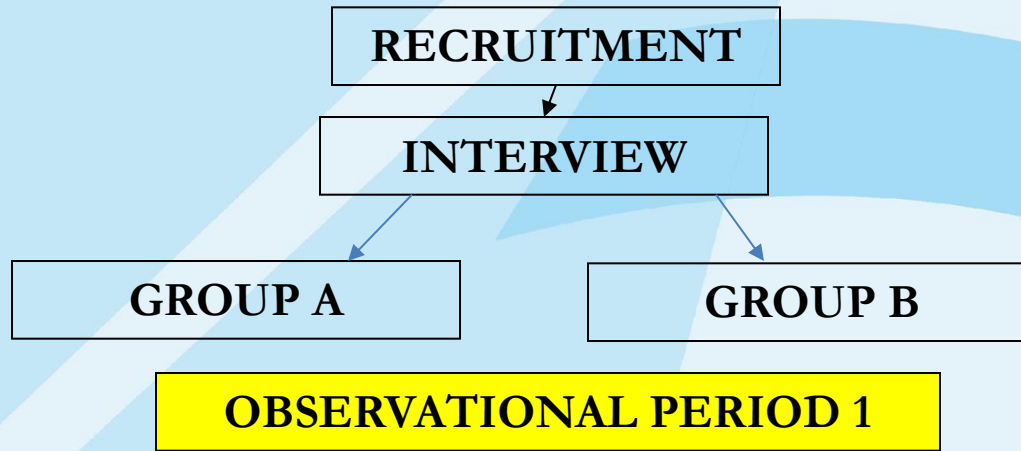 RECRUITMENT
INTERVIEW
GROUP A
GROUP B
OBSERVATIONAL PERIOD 1